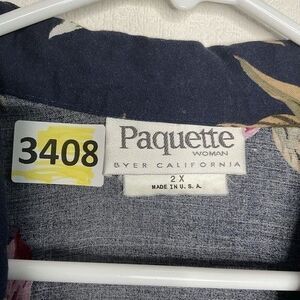 3408
Paquette
WOMAN
BYER CALIFORNIA
2X
MADE IN U.S.A.